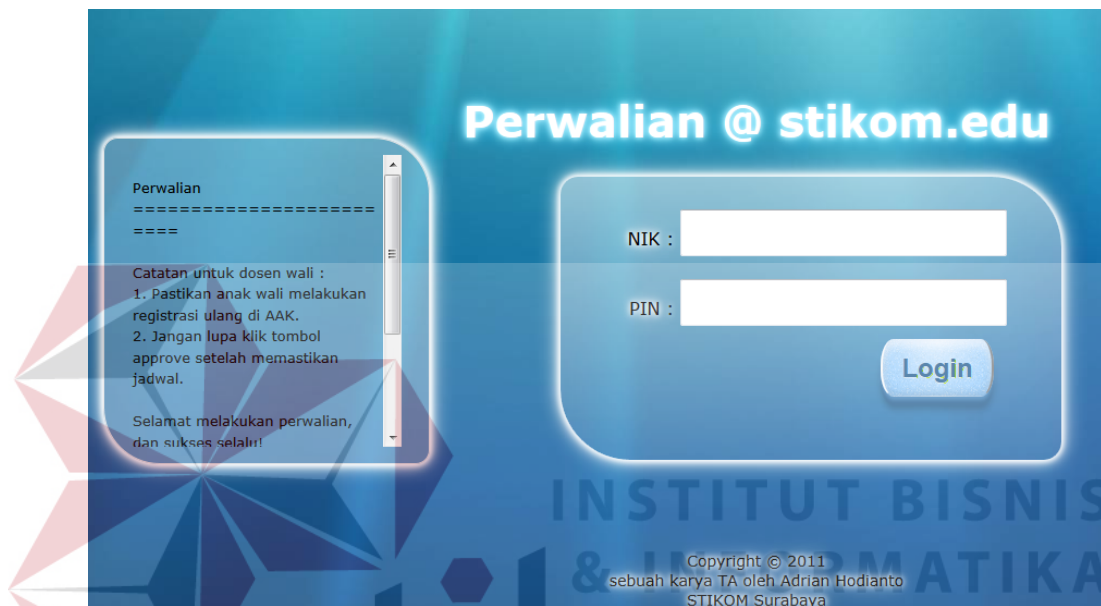 Perwalian @ stikom.edu
Perwalian
=====================
====
Catatan untuk dosen wali :
1. Pastikan anak wali melakukan
registrasi ulang di AAK.
2. Jangan lupa klik tombol
approve setelah memastikan
jadwal.
Selamat melakukan perwalian,
dan sukses selalu!
NIK :
PIN :
Login
INSTITUT BISNIS
& INFORMATIKA
Copyright © 2011
sebuah karya TA oleh Adrian Hodianto
STIKOM Surabaya